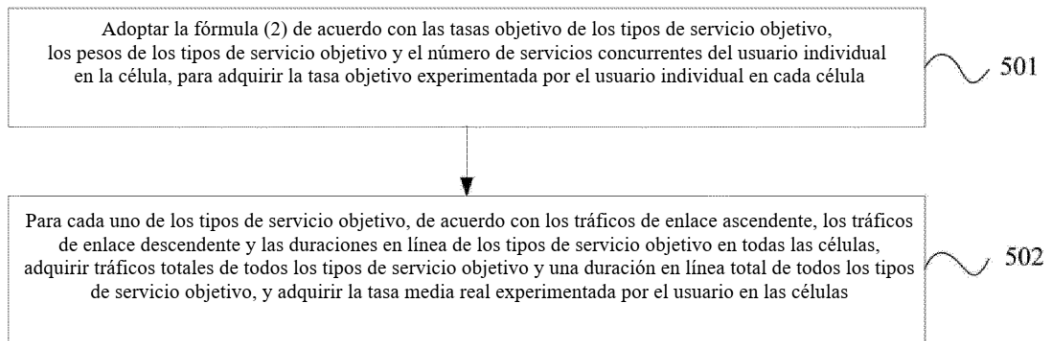 Adoptar la fórmula (2) de acuerdo con las tasas objetivo de los tipos de servicio objetivo,
los pesos de los tipos de servicio objetivo y el número de servicios concurrentes del usuario individual
en la célula, para adquirir la tasa objetivo experimentada por el usuario individual en cada célula
501
Para cada uno de los tipos de servicio objetivo, de acuerdo con los tráficos de enlace ascendente, los tráficos
de enlace descendente y las duraciones en línea de los tipos de servicio objetivo en todas las células,
adquirir tráficos totales de todos los tipos de servicio objetivo y una duración en línea total de todos los tipos
de servicio objetivo, y adquirir la tasa media real experimentada por el usuario en las células
502